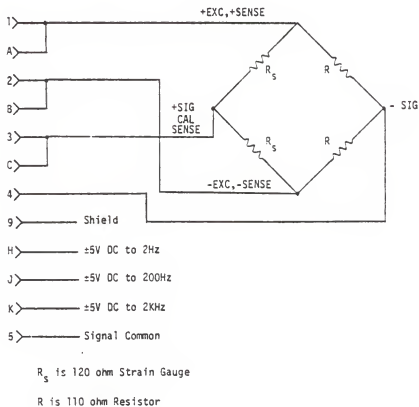 1 +EXC,+SENSE
A
2 R_s R
B
+SIG - SIG
CAL
3 SENSE
R_s R
C
4 -EXC,-SENSE
9 Shield
H ±5V DC to 2Hz
J ±5V DC to 200Hz
K ±5V DC to 2KHz
5 Signal Common
R_s is 120 ohm Strain Gauge
R is 110 ohm Resistor